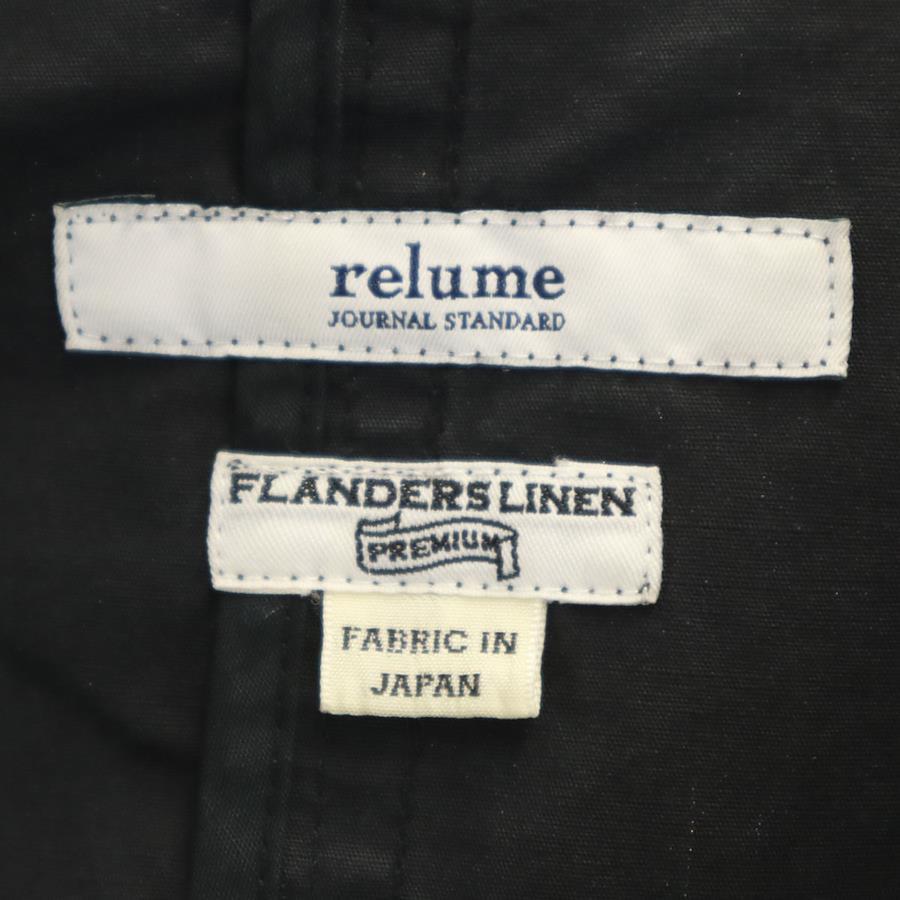 relume
JOURNAL STANDARD
FLANDERS LINEN
PREMIUM
FABRIC IN
JAPAN